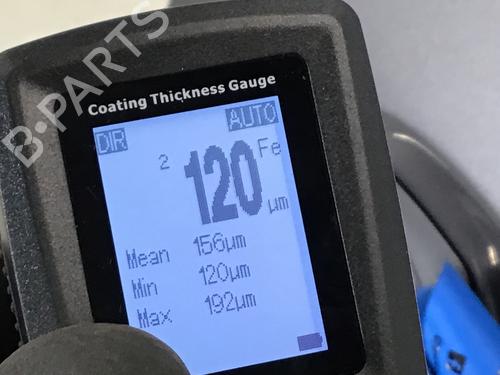 B-PARTS
Coating Thickness Gauge
DIR AUTO
2 120 Fe
µm
Mean 156µm
Min 120µm
Max 192µm